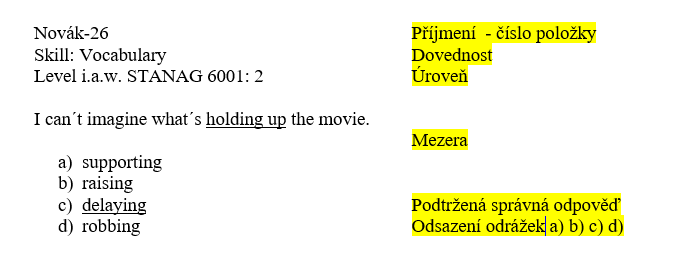 Novák-26 Příjmení - číslo položky
Skill: Vocabulary Dovednost
Level i.a.w. STANAG 6001: 2 Úroveň
I can´t imagine what´s holding up the movie.
Mezera
a) supporting
b) raising
c) delaying Podtržená správná odpověď
d) robbing Odsazení odrážek a) b) c) d)